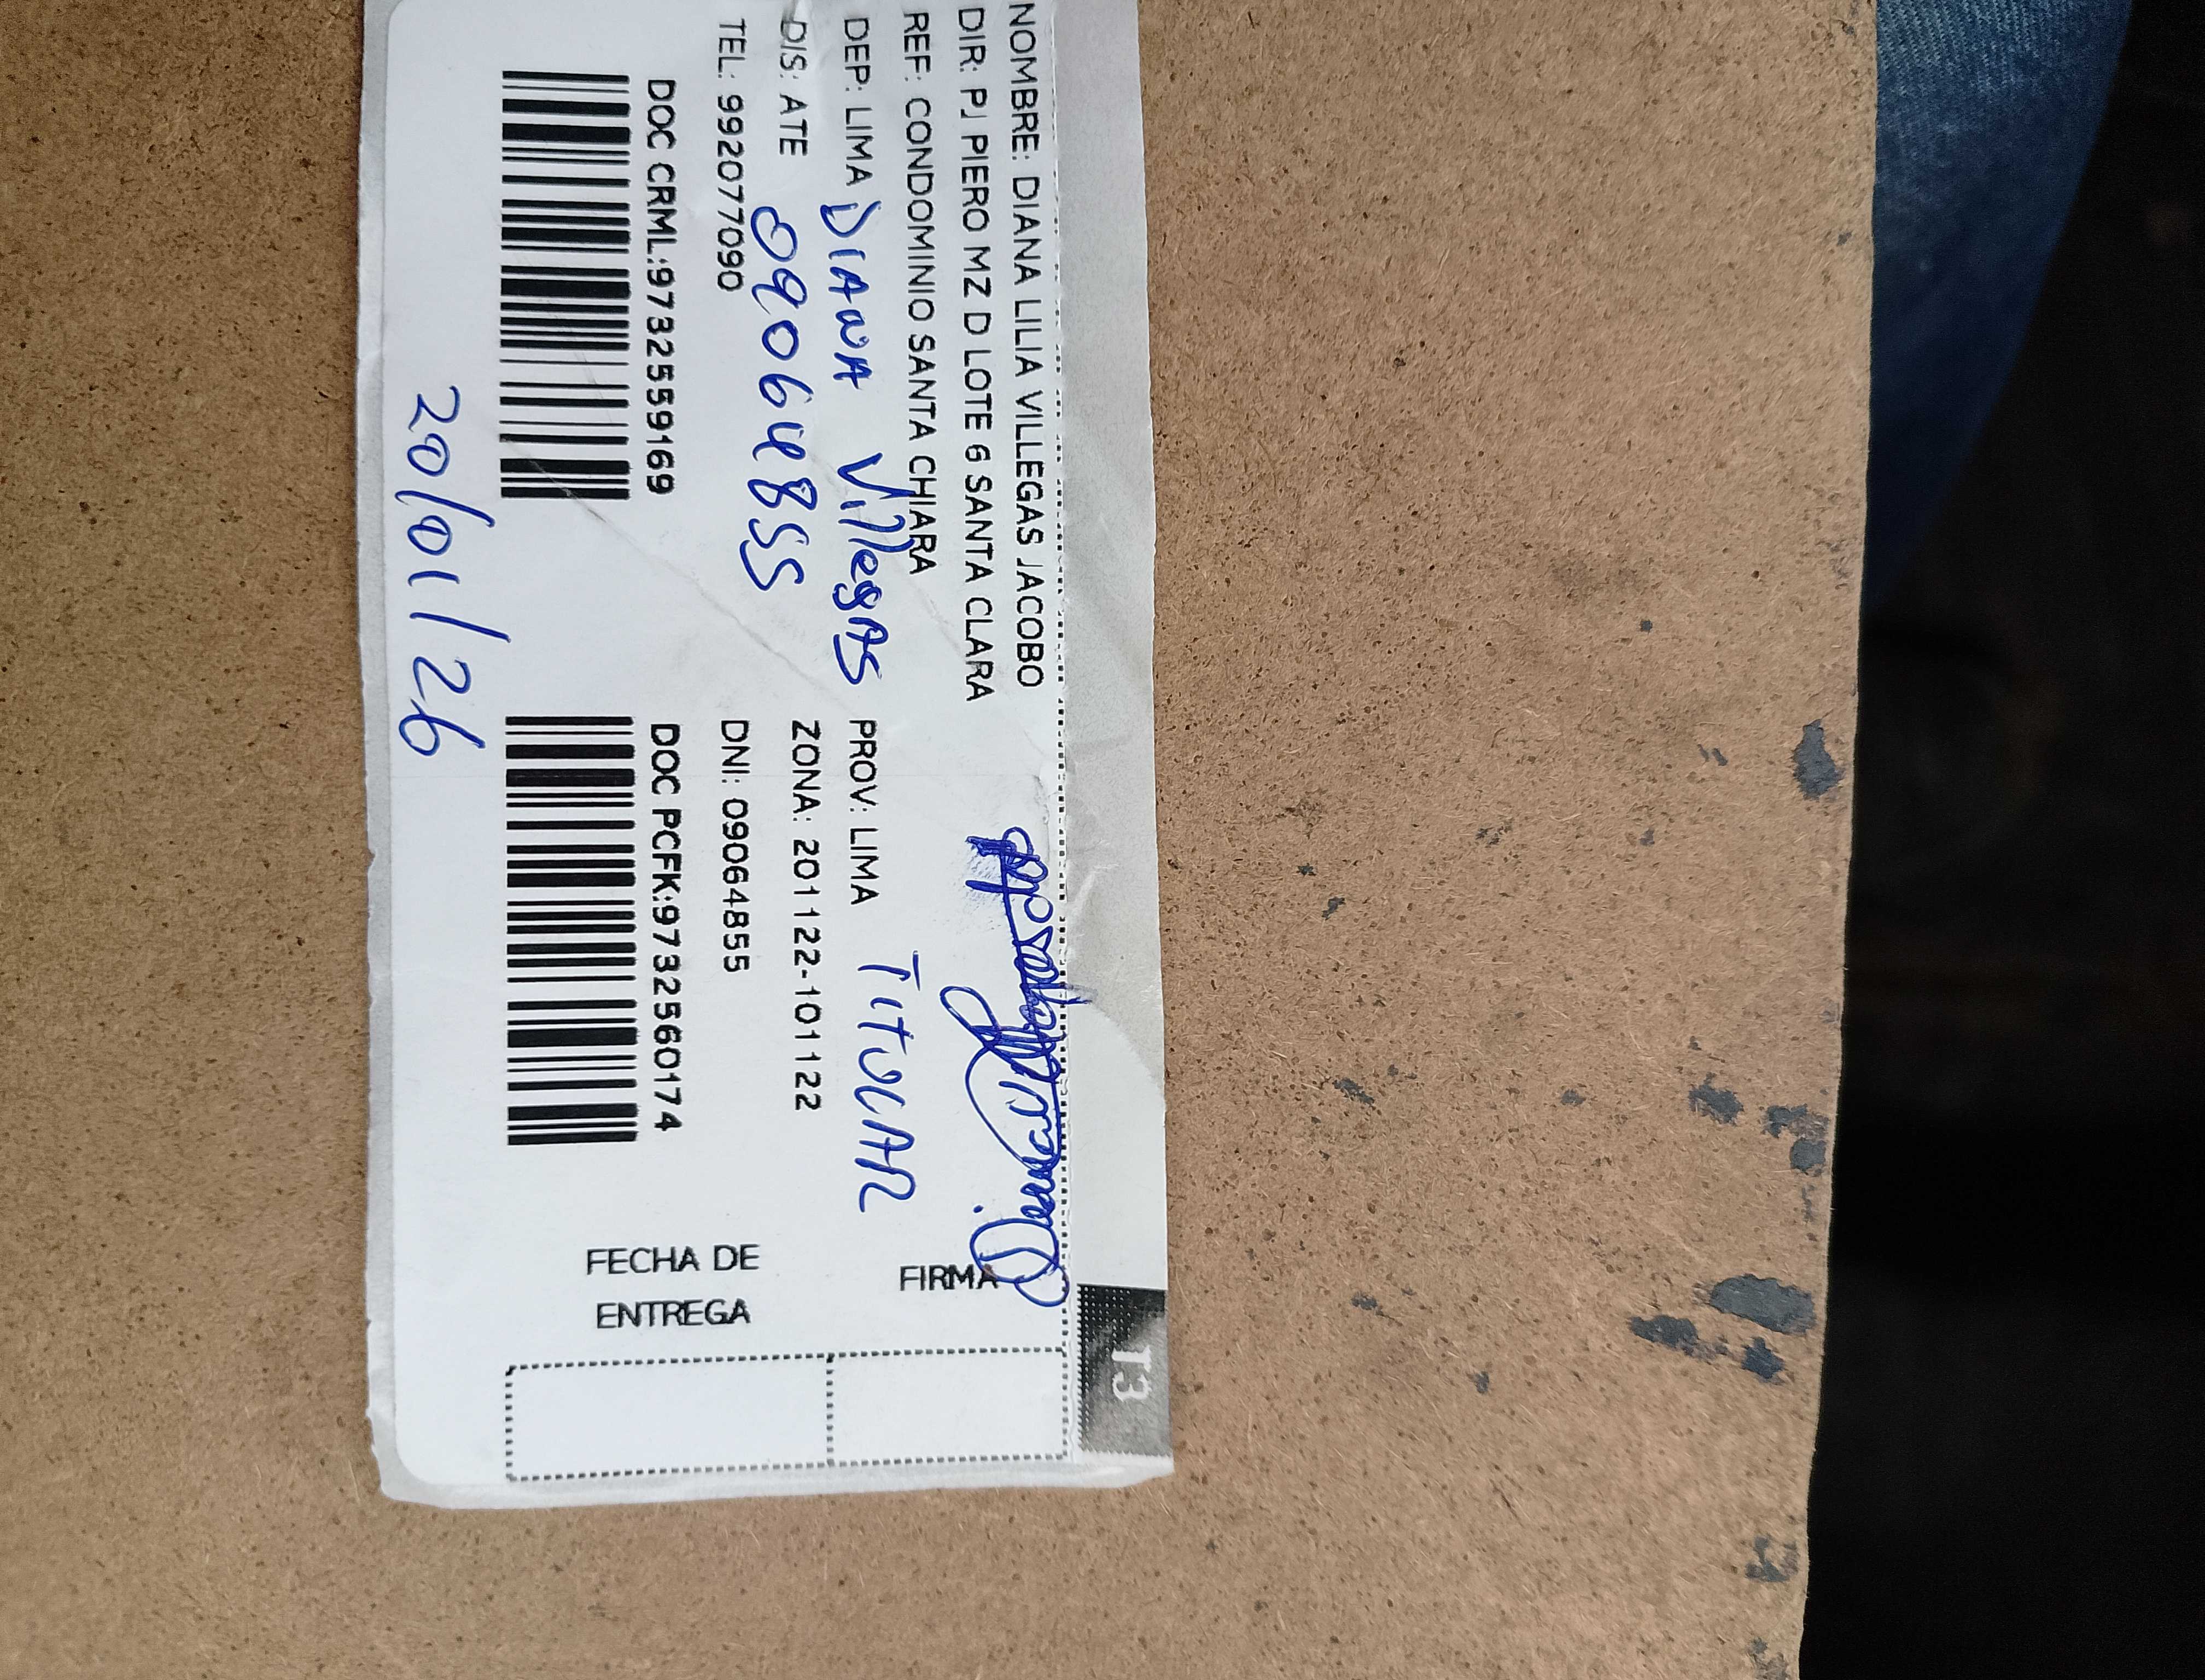 NOMBRE: DIANA LILIA VILLEGAS JACOBO
DIR: PJ PIERO MZ D LOTE 6 SANTA CLARA
REF: CONDOMINIO SANTA CHIARA
DEP: LIMA PROV: LIMA
DIANA Villegas TITULAR
DIS: ATE ZONA: 201122-101122
09064855
TEL: 992077090 DNI: 09064855
DOC CRML:9732559169 DOC PCFK:9732560174
20/01/26
FIRMA
FECHA DE
ENTREGA
T3